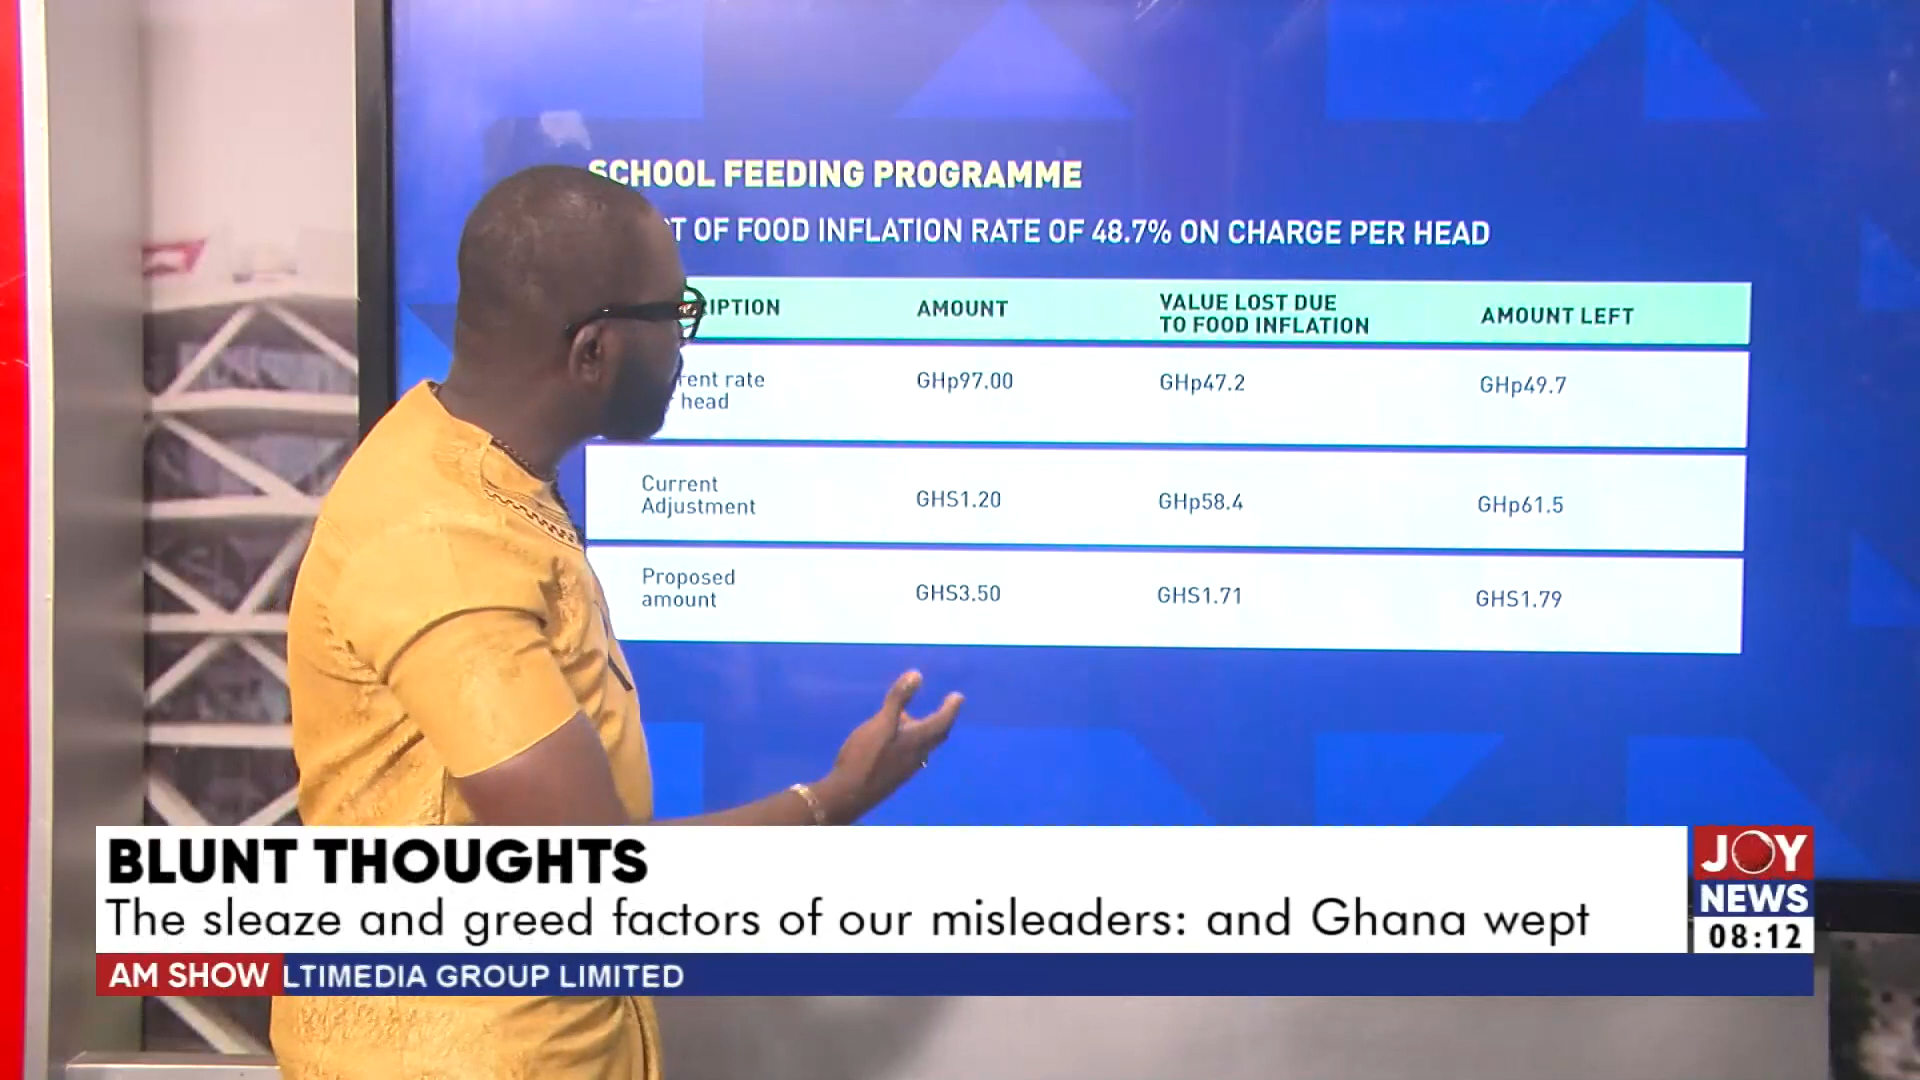 SCHOOL FEEDING PROGRAMME
OF FOOD INFLATION RATE OF 48.7% ON CHARGE PER HEAD
AMOUNT
VALUE LOST DUE
TO FOOD INFLATION
AMOUNT LEFT
rate
head
GHp97.00
GHp47.2
GHp49.7
Current
Adjustment
GHS1.20
GHp58.4
GHp61.5
Proposed
amount
GHS3.50
GHS1.71
GHS1.79
BLUNT THOUGHTS
The sleaze and greed factors of our misleaders: and Ghana wept
JOY
NEWS
08:12
AM SHOW LTIMEDIA GROUP LIMITED